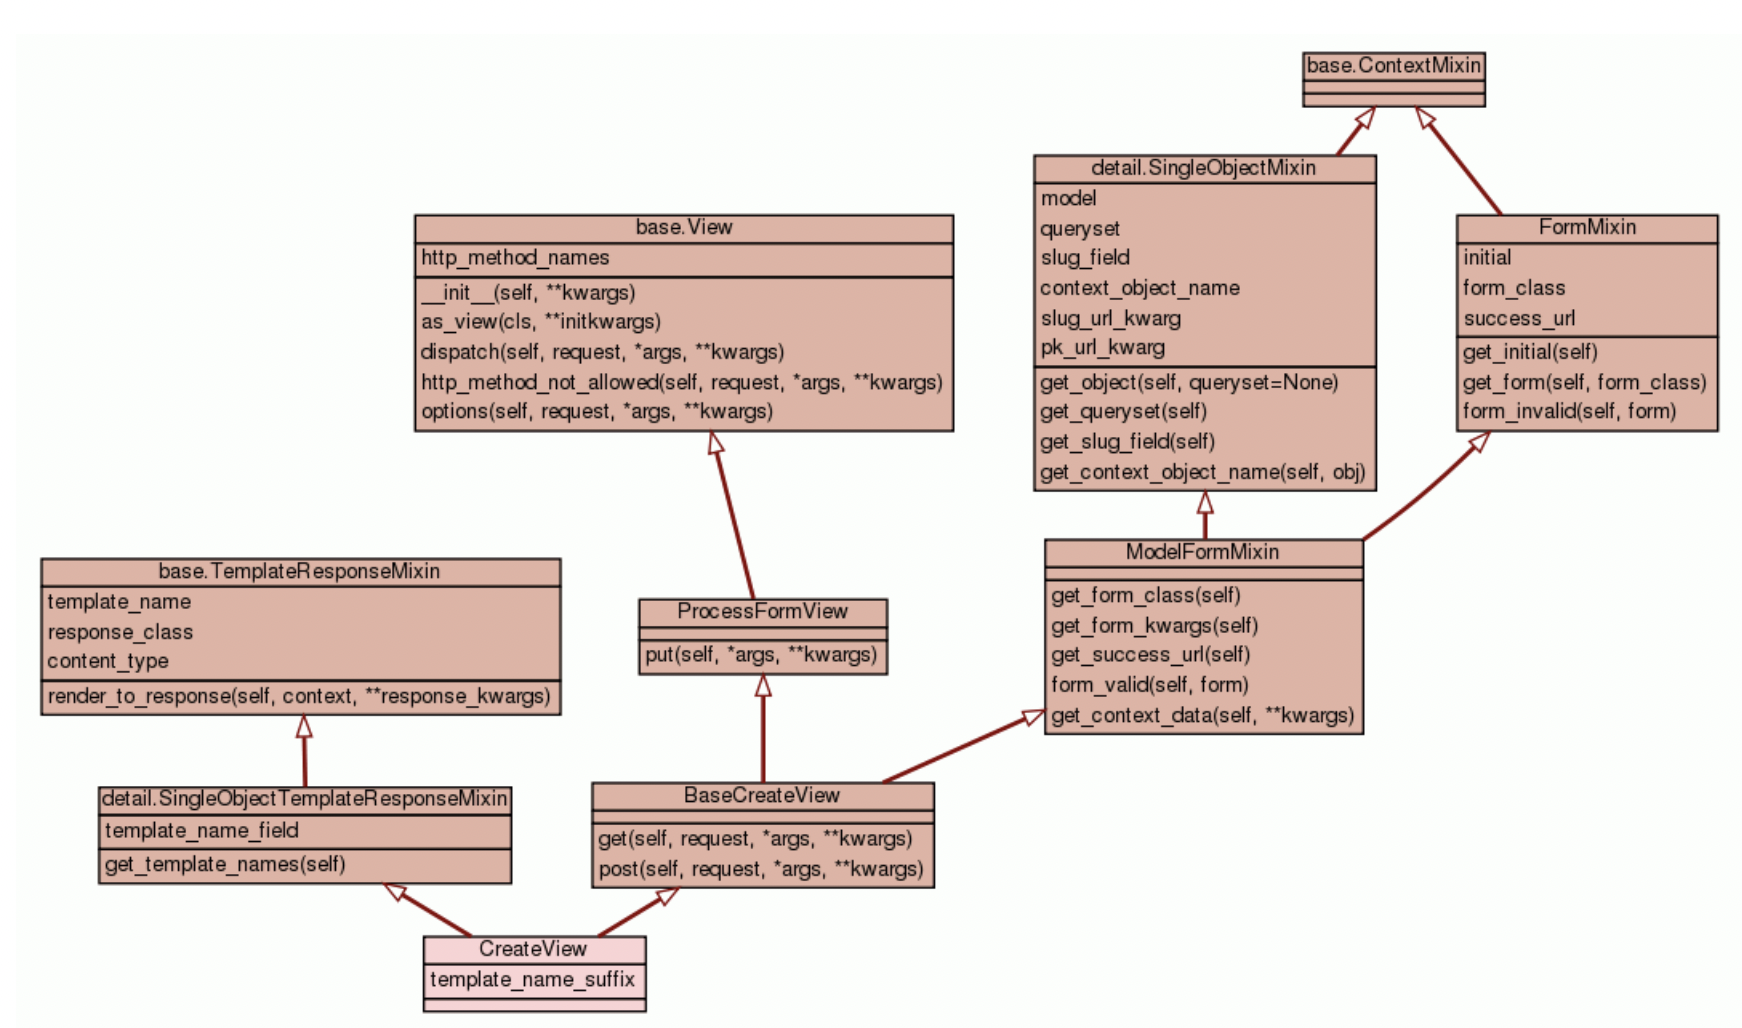 base.ContextMixin
detail.SingleObjectMixin
model
queryset
slug_field
context_object_name
slug_url_kwarg
pk_url_kwarg
get_object(self, queryset=None)
get_queryset(self)
get_slug_field(self)
get_context_object_name(self, obj)
base.View
http_method_names
__init__(self, **kwargs)
as_view(cls, **initkwargs)
dispatch(self, request, *args, **kwargs)
http_method_not_allowed(self, request, *args, **kwargs)
options(self, request, *args, **kwargs)
FormMixin
initial
form_class
success_url
get_initial(self)
get_form(self, form_class)
form_invalid(self, form)
ModelFormMixin
get_form_class(self)
get_form_kwargs(self)
get_success_url(self)
form_valid(self, form)
get_context_data(self, **kwargs)
base.TemplateResponseMixin
template_name
response_class
content_type
render_to_response(self, context, **response_kwargs)
ProcessFormView
put(self, *args, **kwargs)
detail.SingleObjectTemplateResponseMixin
template_name_field
get_template_names(self)
BaseCreateView
get(self, request, *args, **kwargs)
post(self, request, *args, **kwargs)
CreateView
template_name_suffix